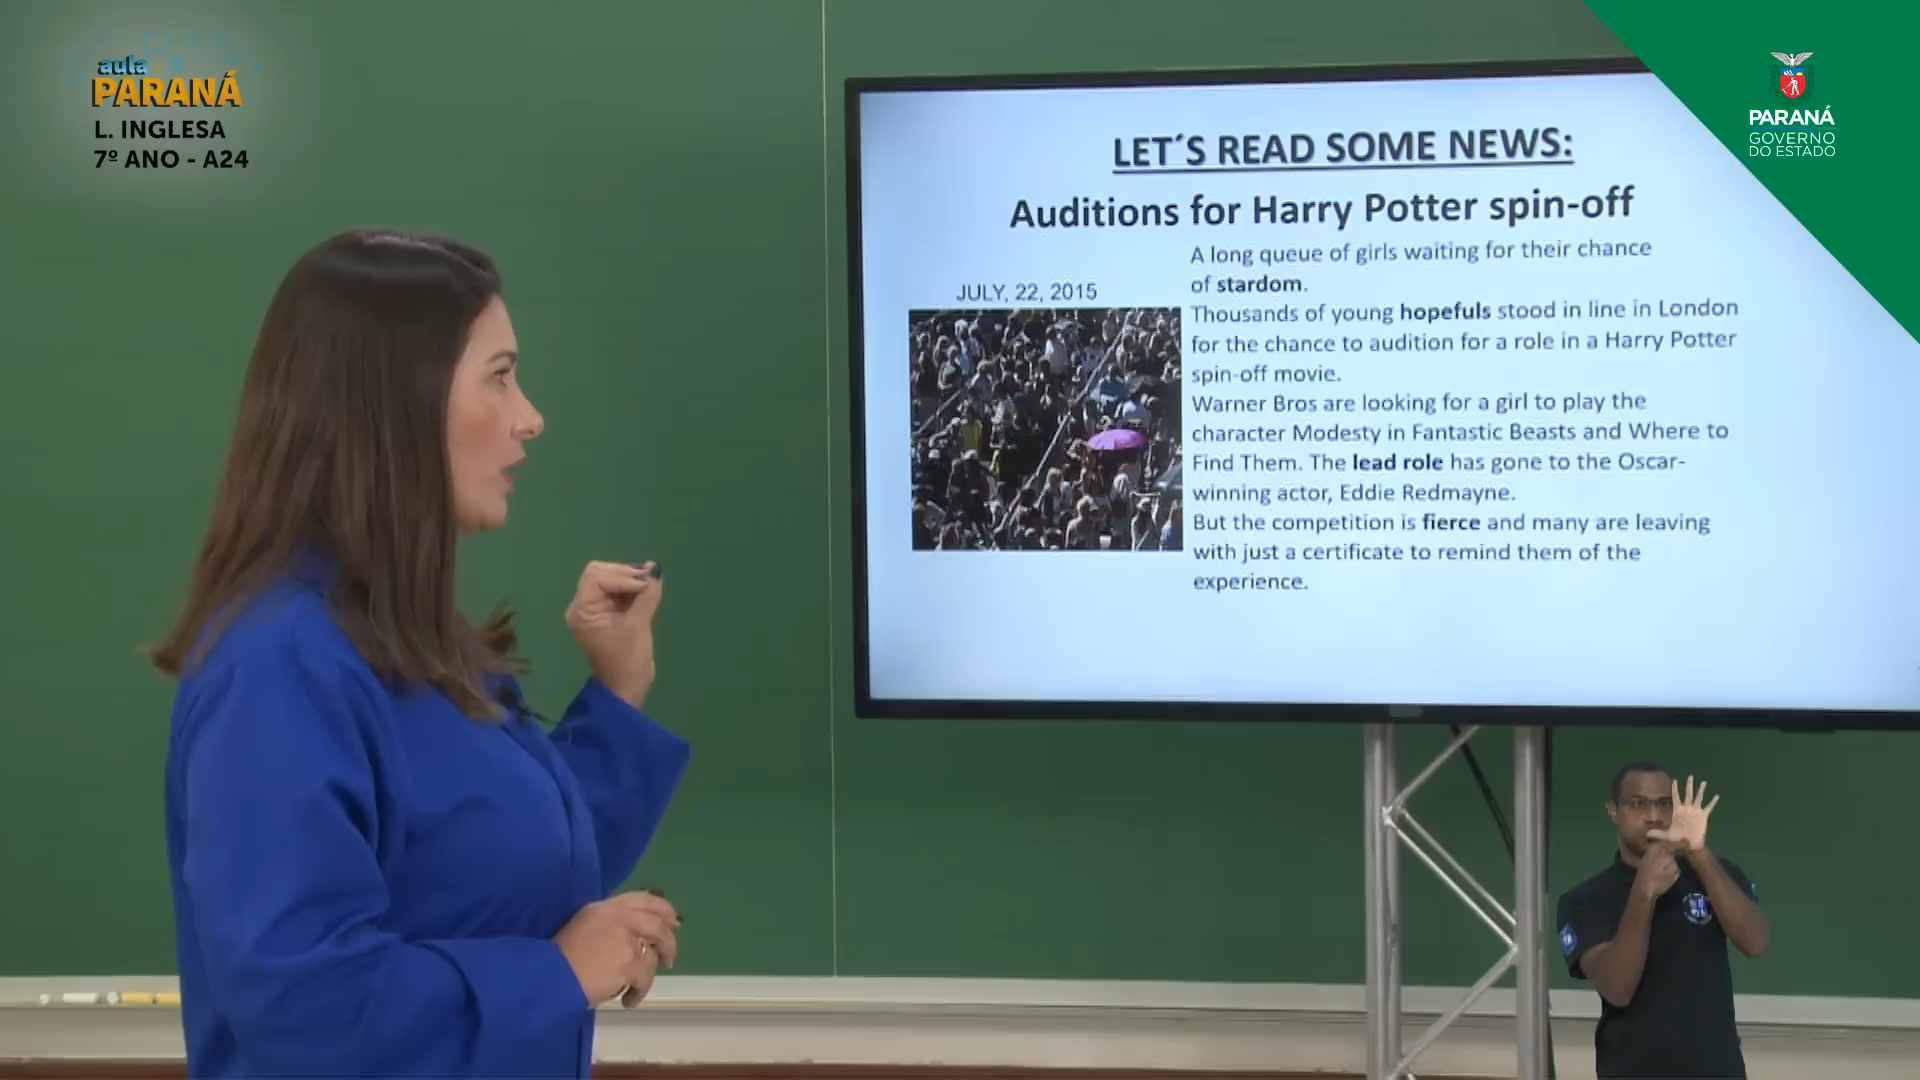 aula
PARANÁ
L. INGLESA
7º ANO - A24
PARANÁ
GOVERNO
DO ESTADO
LET´S READ SOME NEWS:
Auditions for Harry Potter spin-off
JULY, 22, 2015
A long queue of girls waiting for their chance
of stardom.
Thousands of young hopefuls stood in line in London
for the chance to audition for a role in a Harry Potter
spin-off movie.
Warner Bros are looking for a girl to play the
character Modesty in Fantastic Beasts and Where to
Find Them. The lead role has gone to the Oscar-
winning actor, Eddie Redmayne.
But the competition is fierce and many are leaving
with just a certificate to remind them of the
experience.